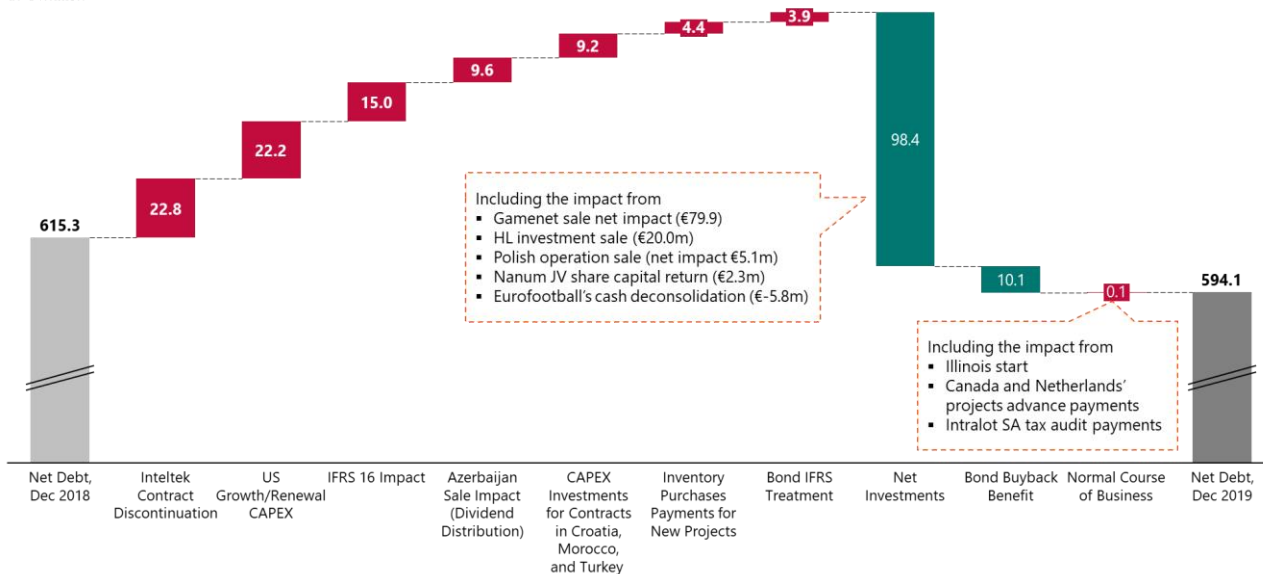 9.2
4.4
3.9
9.6
15.0
22.2
98.4
Including the impact from
▪ Gamenet sale net impact (€79.9)
▪ HL investment sale (€20.0m)
▪ Polish operation sale (net impact €5.1m)
▪ Nanum JV share capital return (€2.3m)
▪ Eurofootball's cash deconsolidation (€-5.8m)
22.8
615.3
10.1
0.1
594.1
Including the impact from
▪ Illinois start
▪ Canada and Netherlands'
projects advance payments
▪ Intralot SA tax audit payments
Net Debt,
Dec 2018
Inteltek
Contract
Discontinuation
US
Growth/Renewal
CAPEX
IFRS 16 Impact
Azerbaijan
Sale Impact
(Dividend
Distribution)
CAPEX
Investments
for Contracts
in Croatia,
Morocco,
and Turkey
Inventory
Purchases
Payments for
New Projects
Bond IFRS
Treatment
Net
Investments
Bond Buyback
Benefit
Normal Course
of Business
Net Debt,
Dec 2019